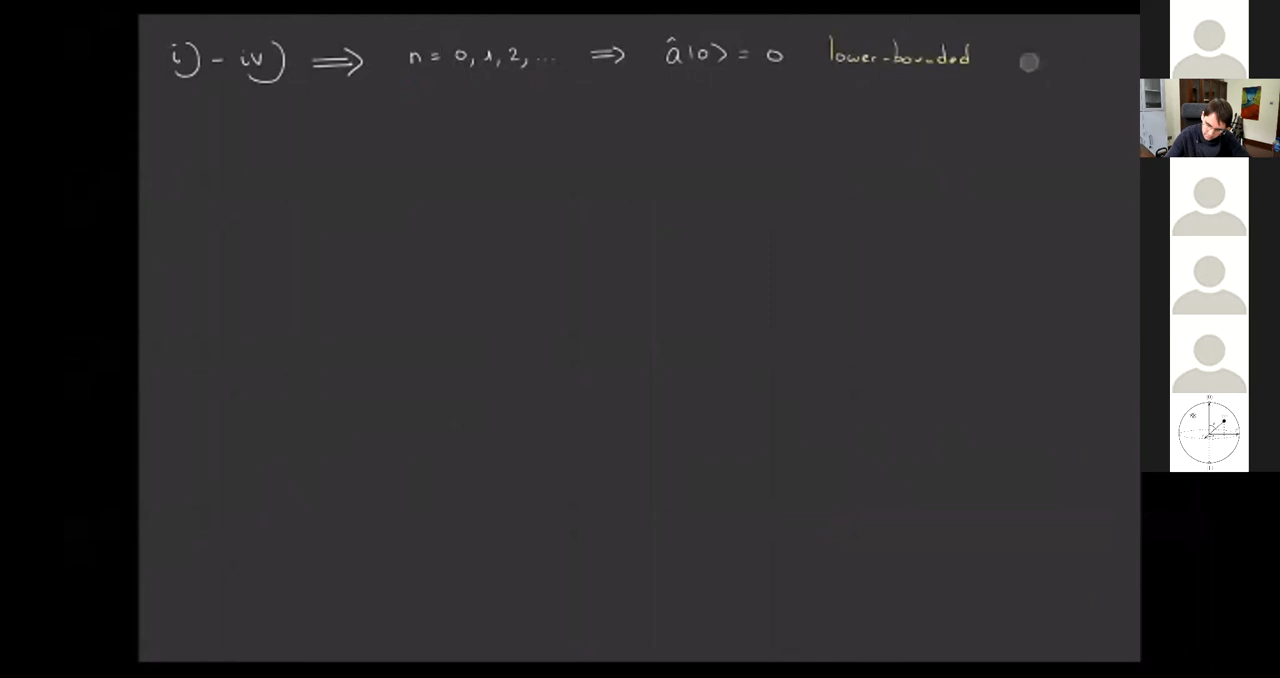 i) - iv) ⟹ n = 0, 1, 2, ... ⟹ â|0⟩ = 0 lower-bounded